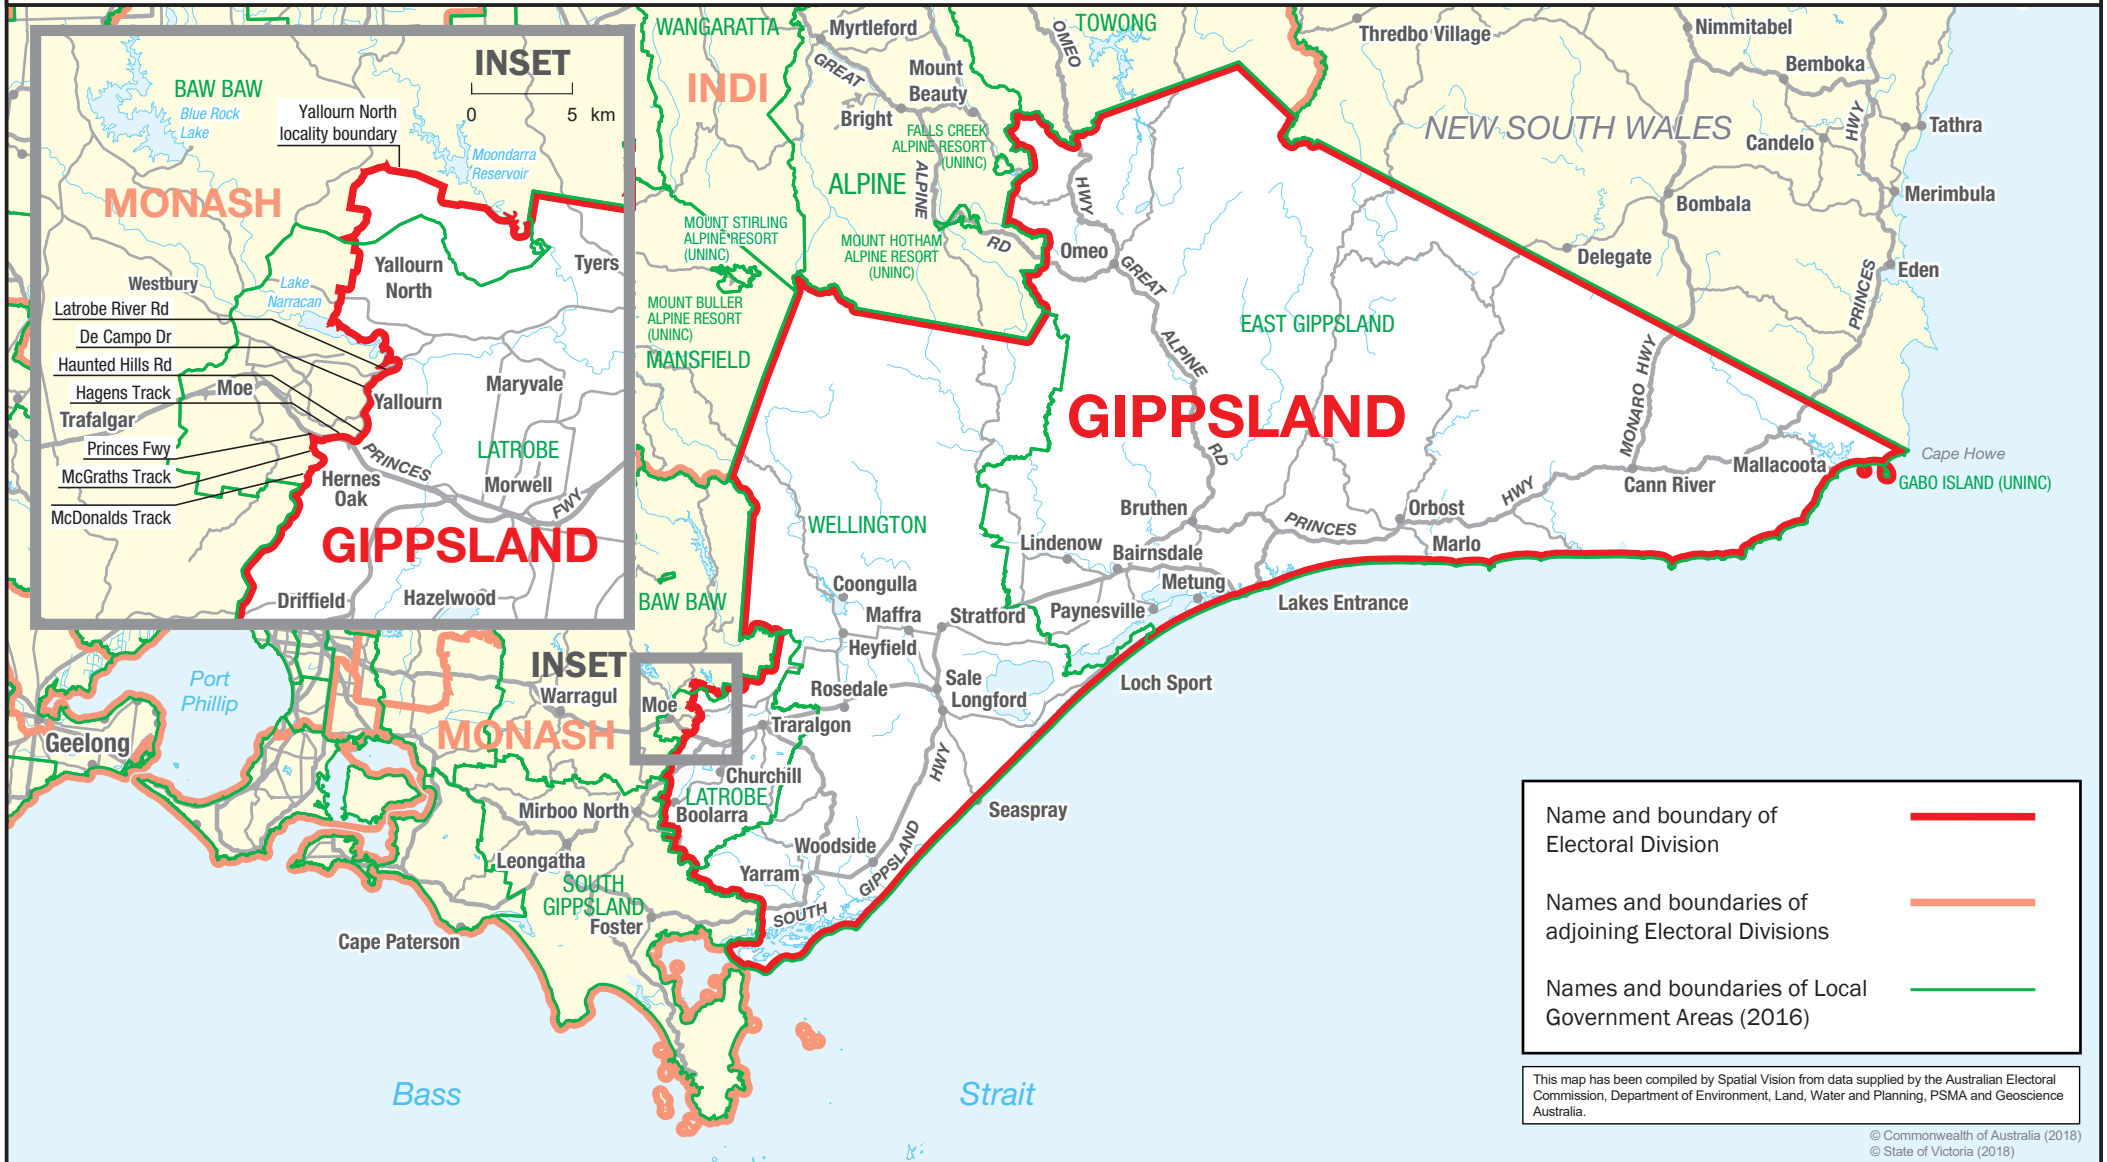 INSET
0 5 km
BAW BAW
Blue Rock
Lake
Yallourn North
locality boundary
Moondarra
Reservoir
MONASH
Yallourn
North
Tyers
Westbury
Lake
Narracan
Latrobe River Rd
De Campo Dr
Haunted Hills Rd
Hagens Track
Moe
Maryvale
Yallourn
Trafalgar
Princes Fwy
McGraths Track
McDonalds Track
PRINCES
FWY
LATROBE
Morwell
Hernes
Oak
GIPPSLAND
Driffield
Hazelwood
WANGARATTA
Myrtleford
GREAT
OMEO
TOWONG
INDI
Mount
Beauty
Bright
FALLS CREEK
ALPINE RESORT
(UNINC)
ALPINE
ALPINE
HWY
MOUNT STIRLING
ALPINE RESORT
(UNINC)
MOUNT HOTHAM
ALPINE RESORT
(UNINC)
RD
Omeo
MOUNT BULLER
ALPINE RESORT
(UNINC)
MANSFIELD
GREAT
ALPINE
RD
EAST GIPPSLAND
GIPPSLAND
Thredbo Village
Nimmitabel
Bemboka
NEW SOUTH WALES
Candelo
HWY
Tathra
Merimbula
Bombala
Delegate
Eden
PRINCES
MONARO HWY
Cape Howe
Mallacoota
GABO ISLAND (UNINC)
Cann River
HWY
Orbost
PRINCES
Marlo
Bruthen
WELLINGTON
Lindenow
Bairnsdale
Metung
Coongulla
Maffra
Stratford
Paynesville
Lakes Entrance
BAW BAW
Heyfield
INSET
Warragul
Moe
MONASH
Rosedale
Sale
Longford
Loch Sport
Traralgon
Port
Phillip
Geelong
Churchill
LATROBE
Boolarra
HWY
Mirboo North
Seaspray
Woodside
Leongatha
GIPPSLAND
Yarram
SOUTH
GIPPSLAND
SOUTH
Foster
Cape Paterson
Bass
Strait
Name and boundary of
Electoral Division
Names and boundaries of
adjoining Electoral Divisions
Names and boundaries of Local
Government Areas (2016)
This map has been compiled by Spatial Vision from data supplied by the Australian Electoral
Commission, Department of Environment, Land, Water and Planning, PSMA and Geoscience
Australia.
© Commonwealth of Australia (2018)
© State of Victoria (2018)